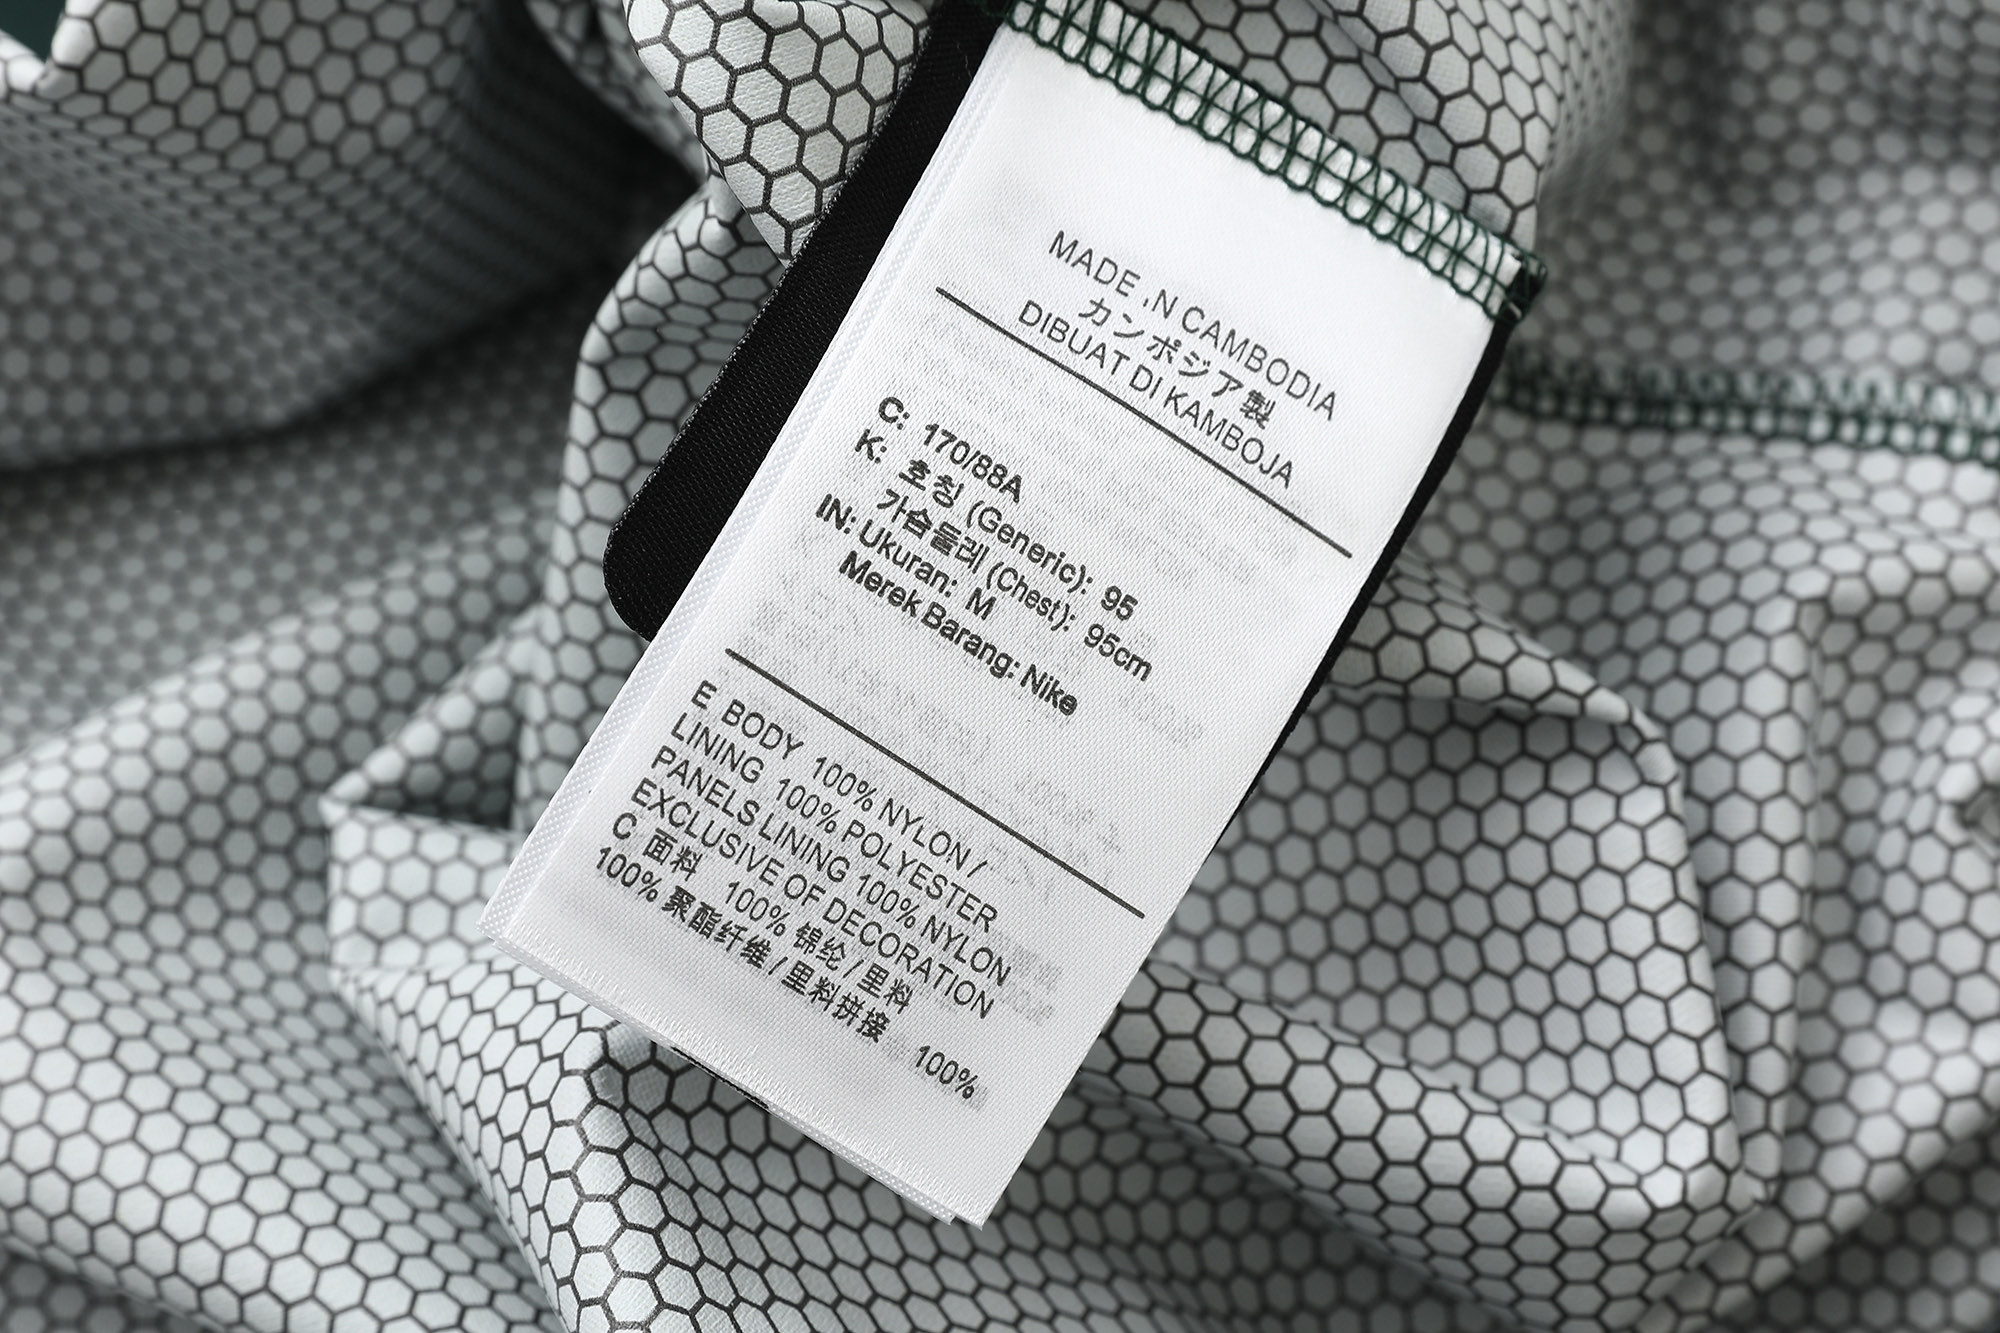 MADE IN CAMBODIA
カンボジア製
DIBUAT DI KAMBOJA
C: 170/88A
K: 호칭 (Generic): 95
가슴둘레 (Chest): 95cm
IN: Ukuran: M
Merek Barang: Nike
E BODY 100% NYLON /
LINING 100% POLYESTER
PANELS LINING 100% NYLON
EXCLUSIVE OF DECORATION
C 面料 100% 锦纶 / 里料
100% 聚酯纤维 / 里料拼接 100%